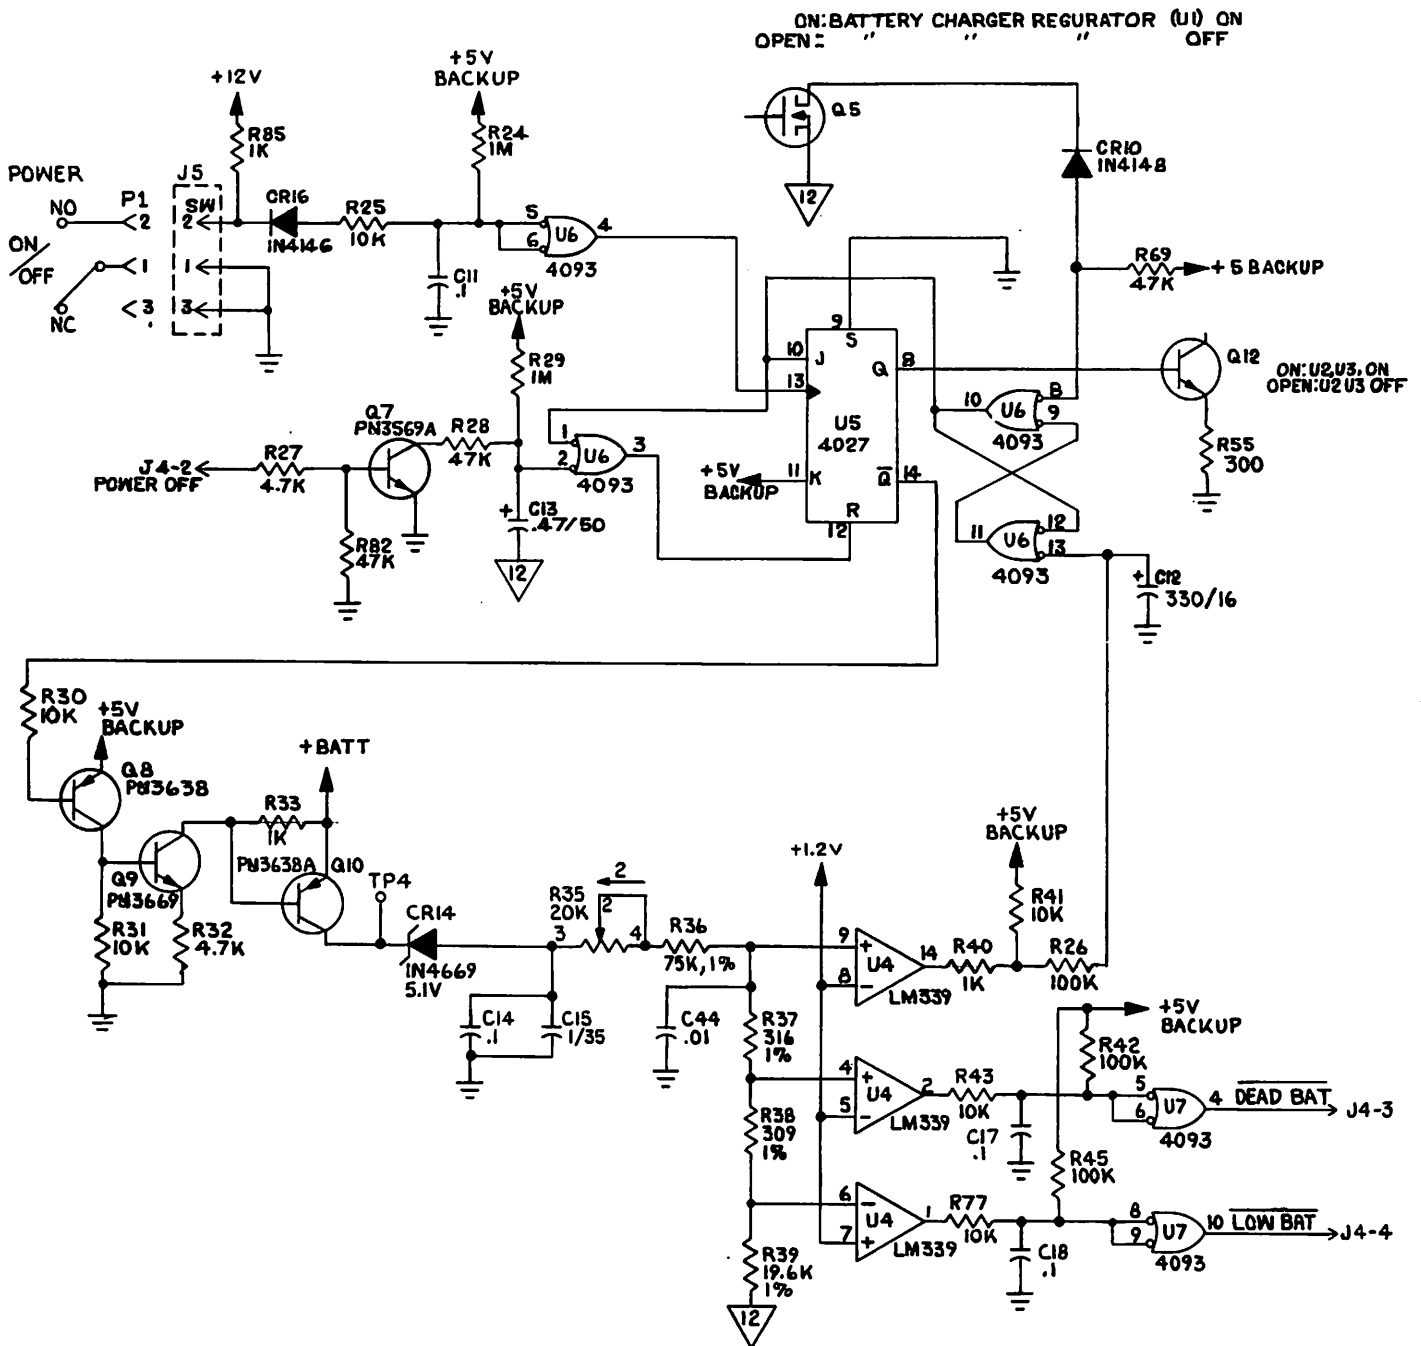 ON:BATTERY CHARGER REGURATOR (U1) ON
OPEN: " " " OFF
+12V
+5V
BACKUP
R85
1K
R24
1M
Q5
12
CR10
1N4148
POWER
NO
ON/OFF
NC
P1
2
1
3
J5
SW
2
1
3
CR16
1N4146
R25
10K
C11
.1
5
6
U6
4
4093
R69
47K
+5 BACKUP
+5V
BACKUP
R29
1M
9
S
10
J
13
Q
8
U5
4027
11
K
Q
14
R
12
+5V
BACKUP
Q12
ON:U2,U3,ON
OPEN:U2 U3 OFF
R55
300
10
U6
8
9
4093
11
U6
12
13
4093
C12
+
330/16
Q7
PN3569A
R28
47K
1
2
U6
3
4093
J4-2
POWER OFF
R27
4.7K
R82
47K
+
C13
.47/50
12
R30
10K
+5V
BACKUP
Q8
PN3638
+BATT
R33
1K
Q9
PN3669
PN3638A
Q10
TP4
R31
10K
R32
4.7K
CR14
1N4669
5.1V
2
R35
20K
2
3
4
R36
75K,1%
C14
.1
C15
1/35
C44
.01
R37
316
1%
R38
309
1%
R39
19.6K
1%
12
+1.2V
9
+
8
-
U4
14
LM339
R40
1K
+5V
BACKUP
R41
10K
R26
100K
4
+
5
-
U4
2
LM339
R43
10K
C17
.1
+5V
BACKUP
R42
100K
R45
100K
5
6
U7
4
4093
DEAD BAT
J4-3
6
-
7
+
U4
1
LM339
R77
10K
C18
.1
8
9
U7
10
4093
LOW BAT
J4-4